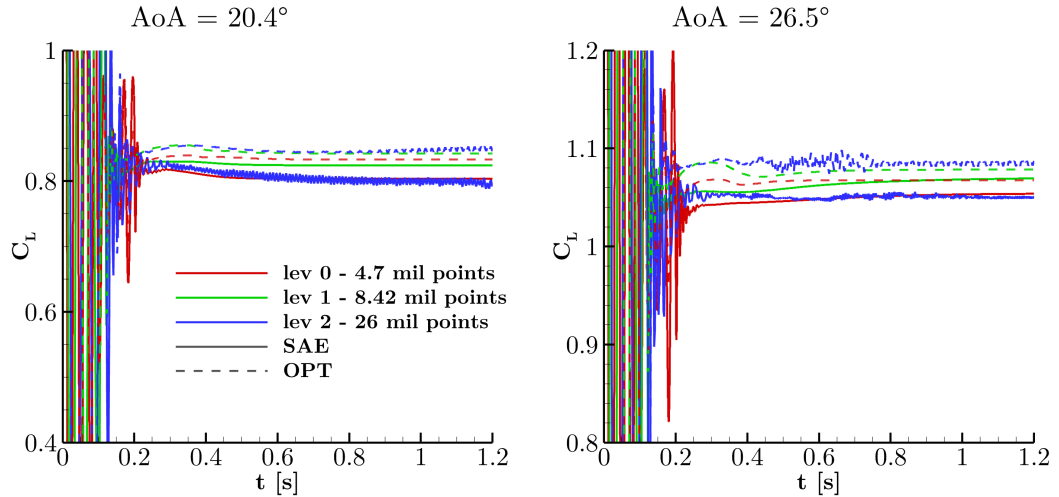 AoA = 20.4°
AoA = 26.5°
1
0.8
0.6
0.4
C_L
0
0.2
0.4
0.6
0.8
1
1.2
t [s]
lev 0 - 4.7 mil points
lev 1 - 8.42 mil points
lev 2 - 26 mil points
SAE
OPT
1.2
1.1
1
0.9
0.8
C_L
0
0.2
0.4
0.6
0.8
1
1.2
t [s]